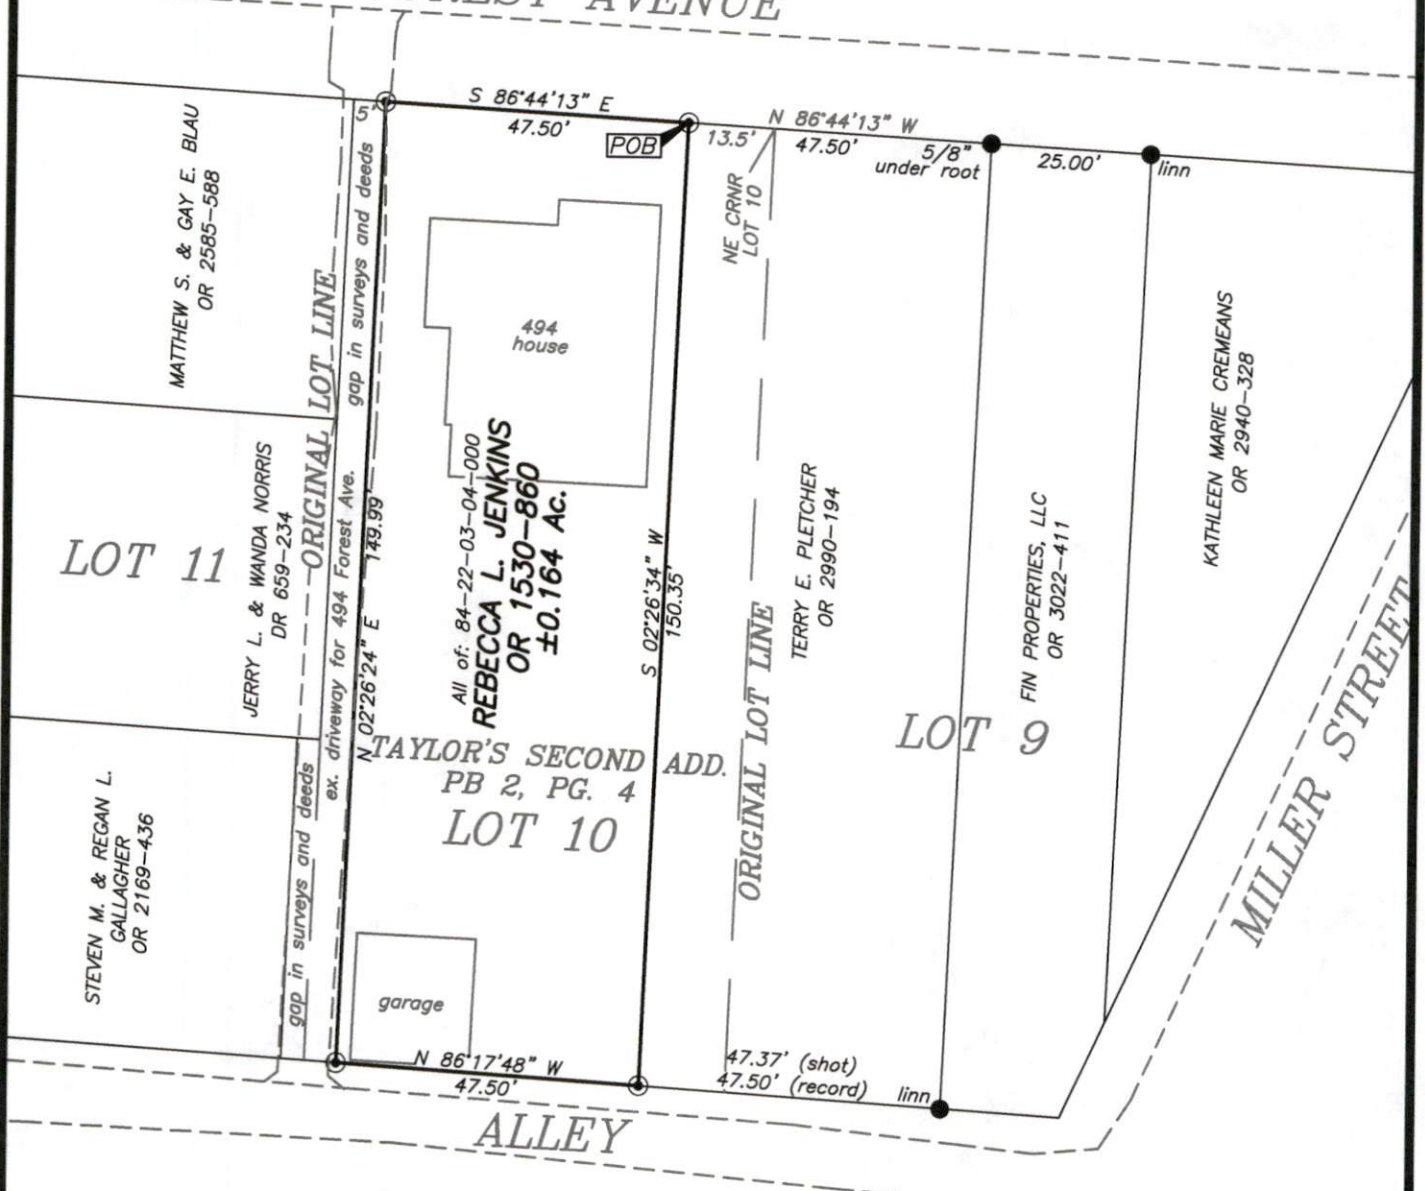 AVENUE
S 86°44'13" E
47.50'
5'
POB
13.5'
N 86°44'13" W
47.50'
5/8"
under root
25.00'
linn
NE CRNR
LOT 10
MATTHEW S. & GAY E. BLAU
OR 2585-588
gap in surveys and deeds
ORIGINAL LOT LINE
494
house
KATHLEEN MARIE CREMEANS
OR 2940-328
LOT 11
JERRY L. & WANDA NORRIS
DR 659-234
ex. driveway for 494 Forest Ave.
N 02°26'24" E 149.99'
All of: 84-22-03-04-000
REBECCA L. JENKINS
OR 1530-860
±0.164 Ac.
S 02°26'34" W
150.35'
TERRY E. PLETCHER
OR 2990-194
ORIGINAL LOT LINE
FIN PROPERTIES, LLC
OR 3022-411
LOT 9
TAYLOR'S SECOND ADD.
PB 2, PG. 4
LOT 10
MILLER STREET
STEVEN M. & REGAN L.
GALLAGHER
OR 2169-436
gap in surveys and deeds
garage
N 86°17'48" W
47.50'
47.37' (shot)
47.50' (record)
linn
ALLEY